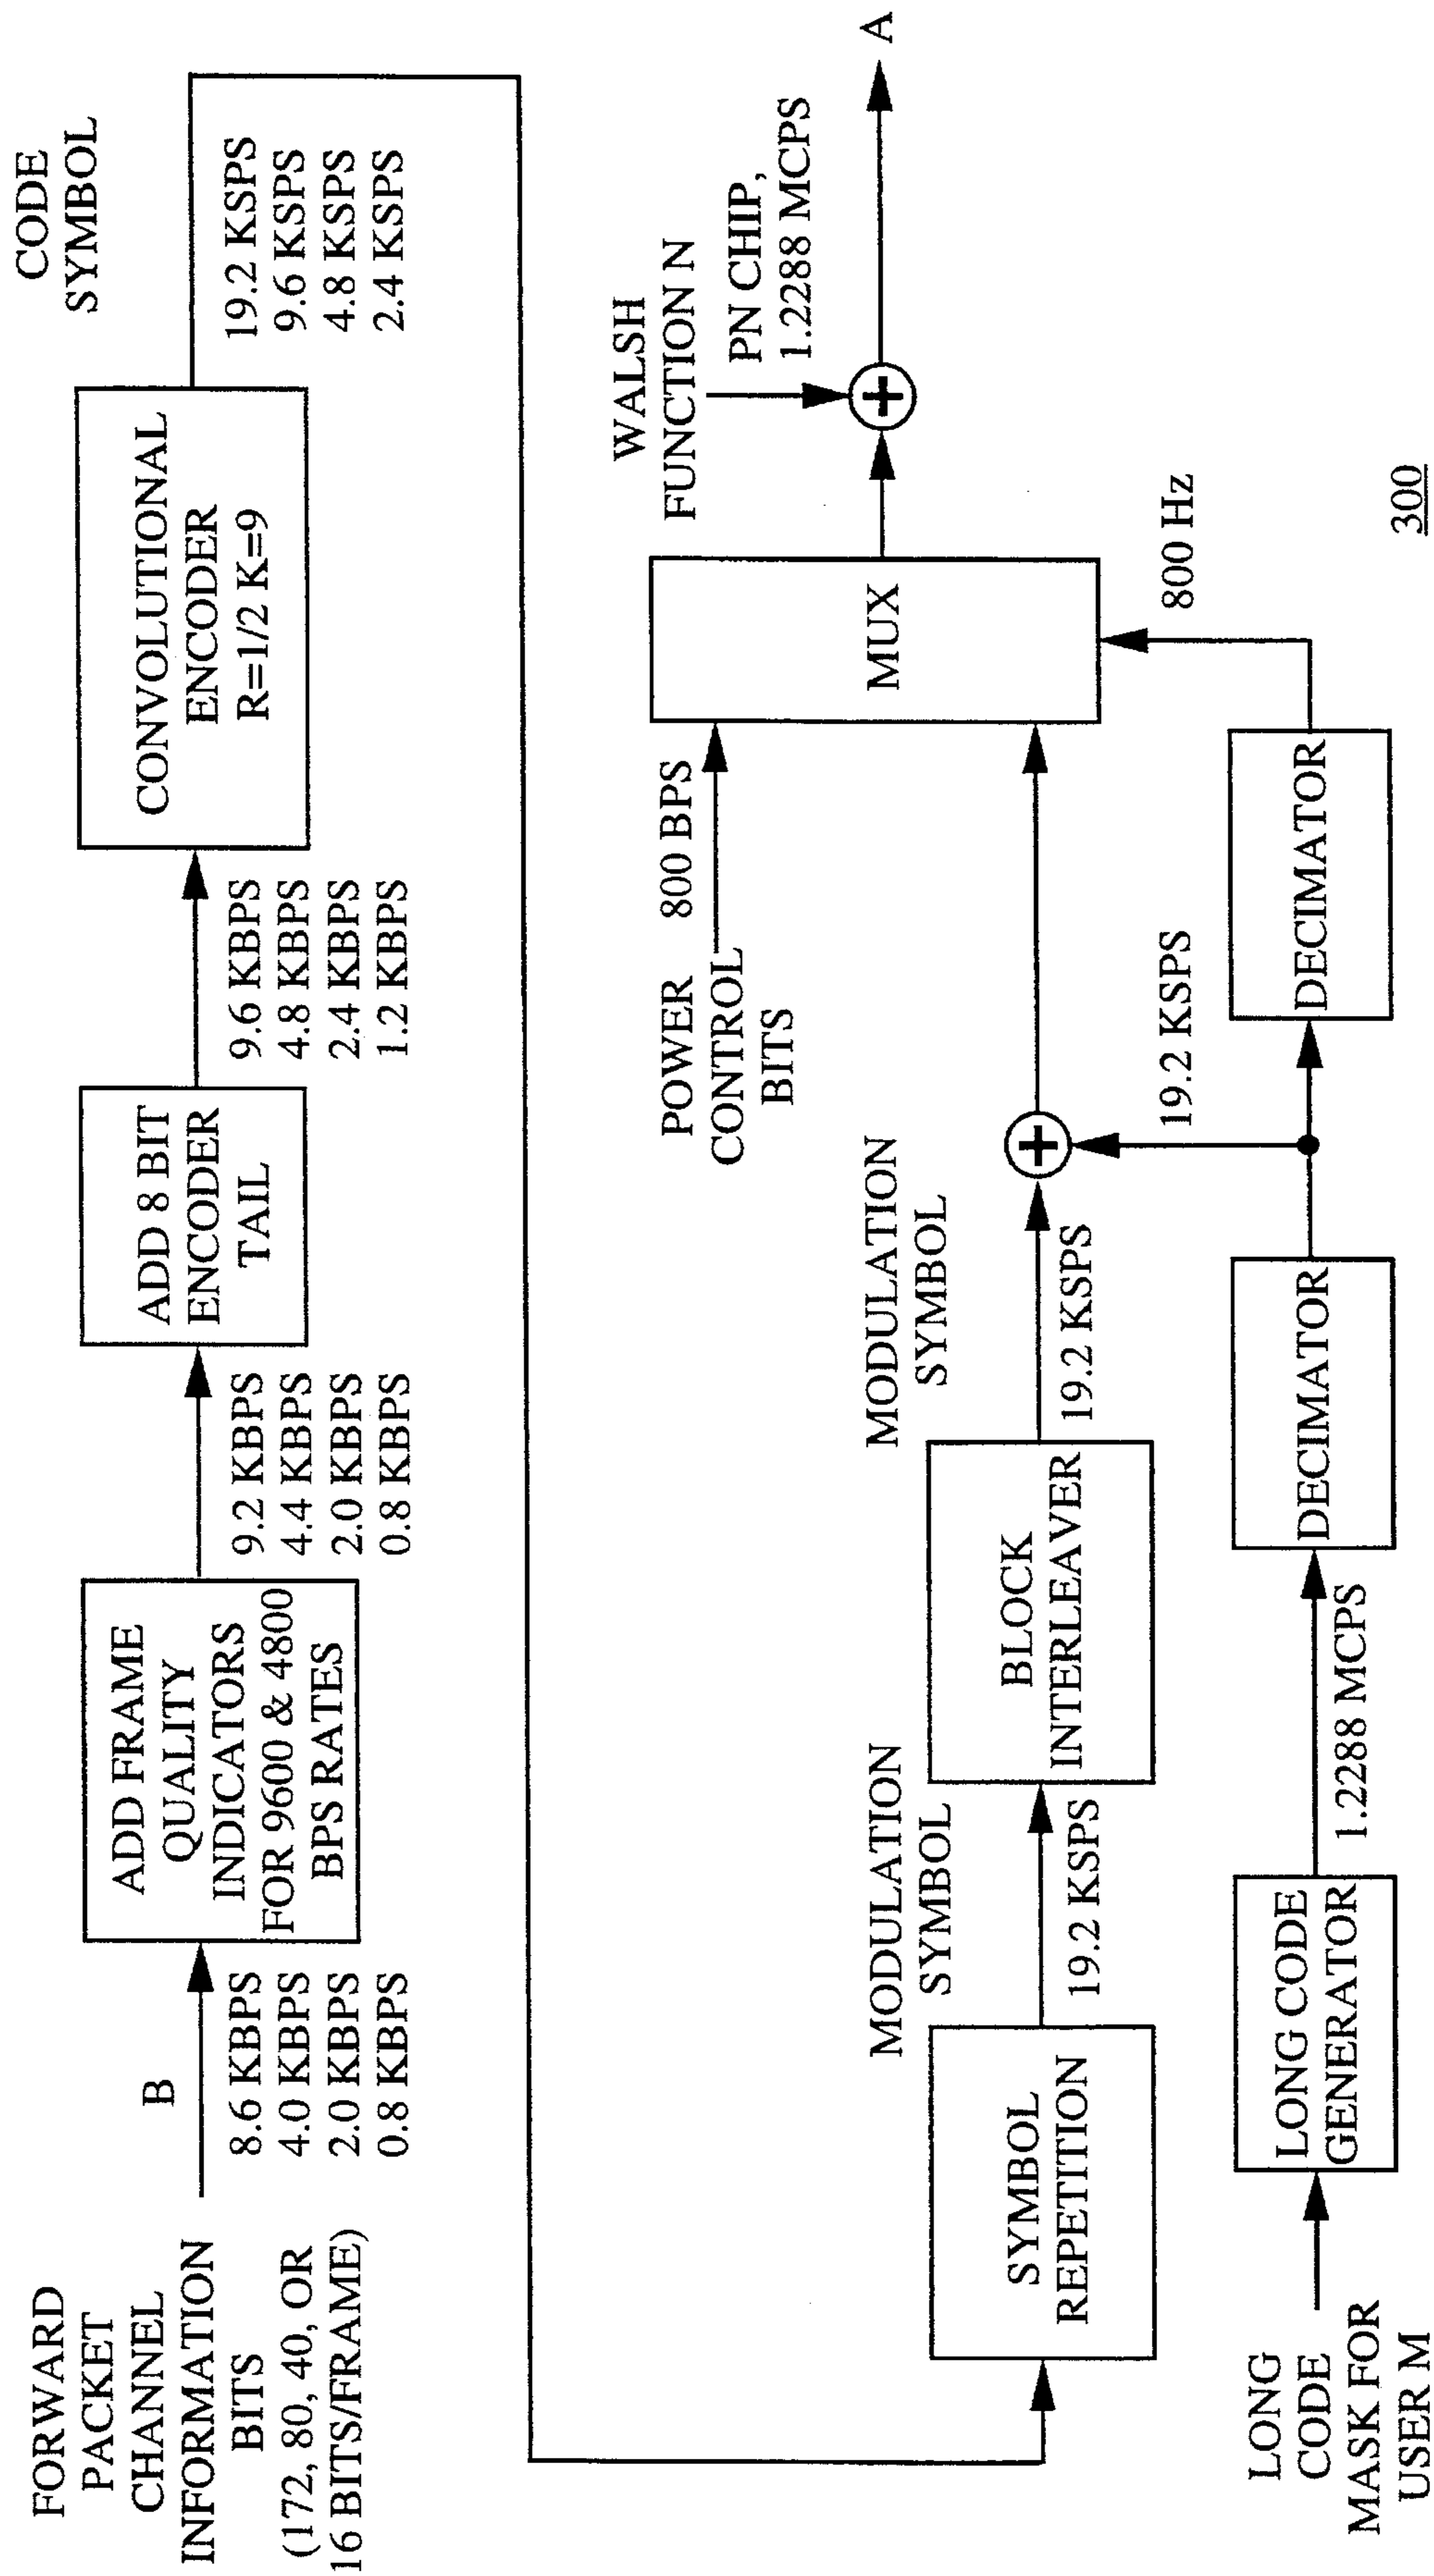 FORWARD
PACKET
CHANNEL
INFORMATION
BITS
(172, 80, 40, OR
16 BITS/FRAME)
B
8.6 KBPS
4.0 KBPS
2.0 KBPS
0.8 KBPS
ADD FRAME
QUALITY
INDICATORS
FOR 9600 & 4800
BPS RATES
9.2 KBPS
4.4 KBPS
2.0 KBPS
0.8 KBPS
ADD 8 BIT
ENCODER
TAIL
9.6 KBPS
4.8 KBPS
2.4 KBPS
1.2 KBPS
CONVOLUTIONAL
ENCODER
R=1/2 K=9
CODE
SYMBOL
19.2 KSPS
9.6 KSPS
4.8 KSPS
2.4 KSPS
SYMBOL
REPETITION
MODULATION
SYMBOL
19.2 KSPS
BLOCK
INTERLEAVER
MODULATION
SYMBOL
19.2 KSPS
+
POWER
CONTROL
BITS
800 BPS
MUX
WALSH
FUNCTION N
+
PN CHIP,
1.2288 MCPS
A
LONG
CODE
MASK FOR
USER M
LONG CODE
GENERATOR
1.2288 MCPS
DECIMATOR
19.2 KSPS
DECIMATOR
800 Hz
300